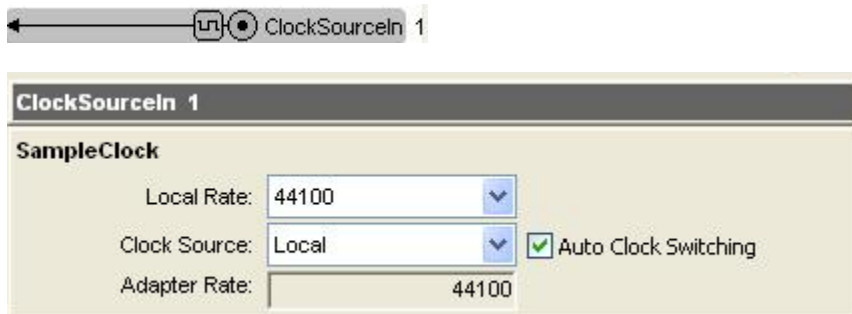 ClockSourceIn 1
ClockSourceIn 1
SampleClock
Local Rate: 44100
Clock Source: Local Auto Clock Switching
Adapter Rate: 44100